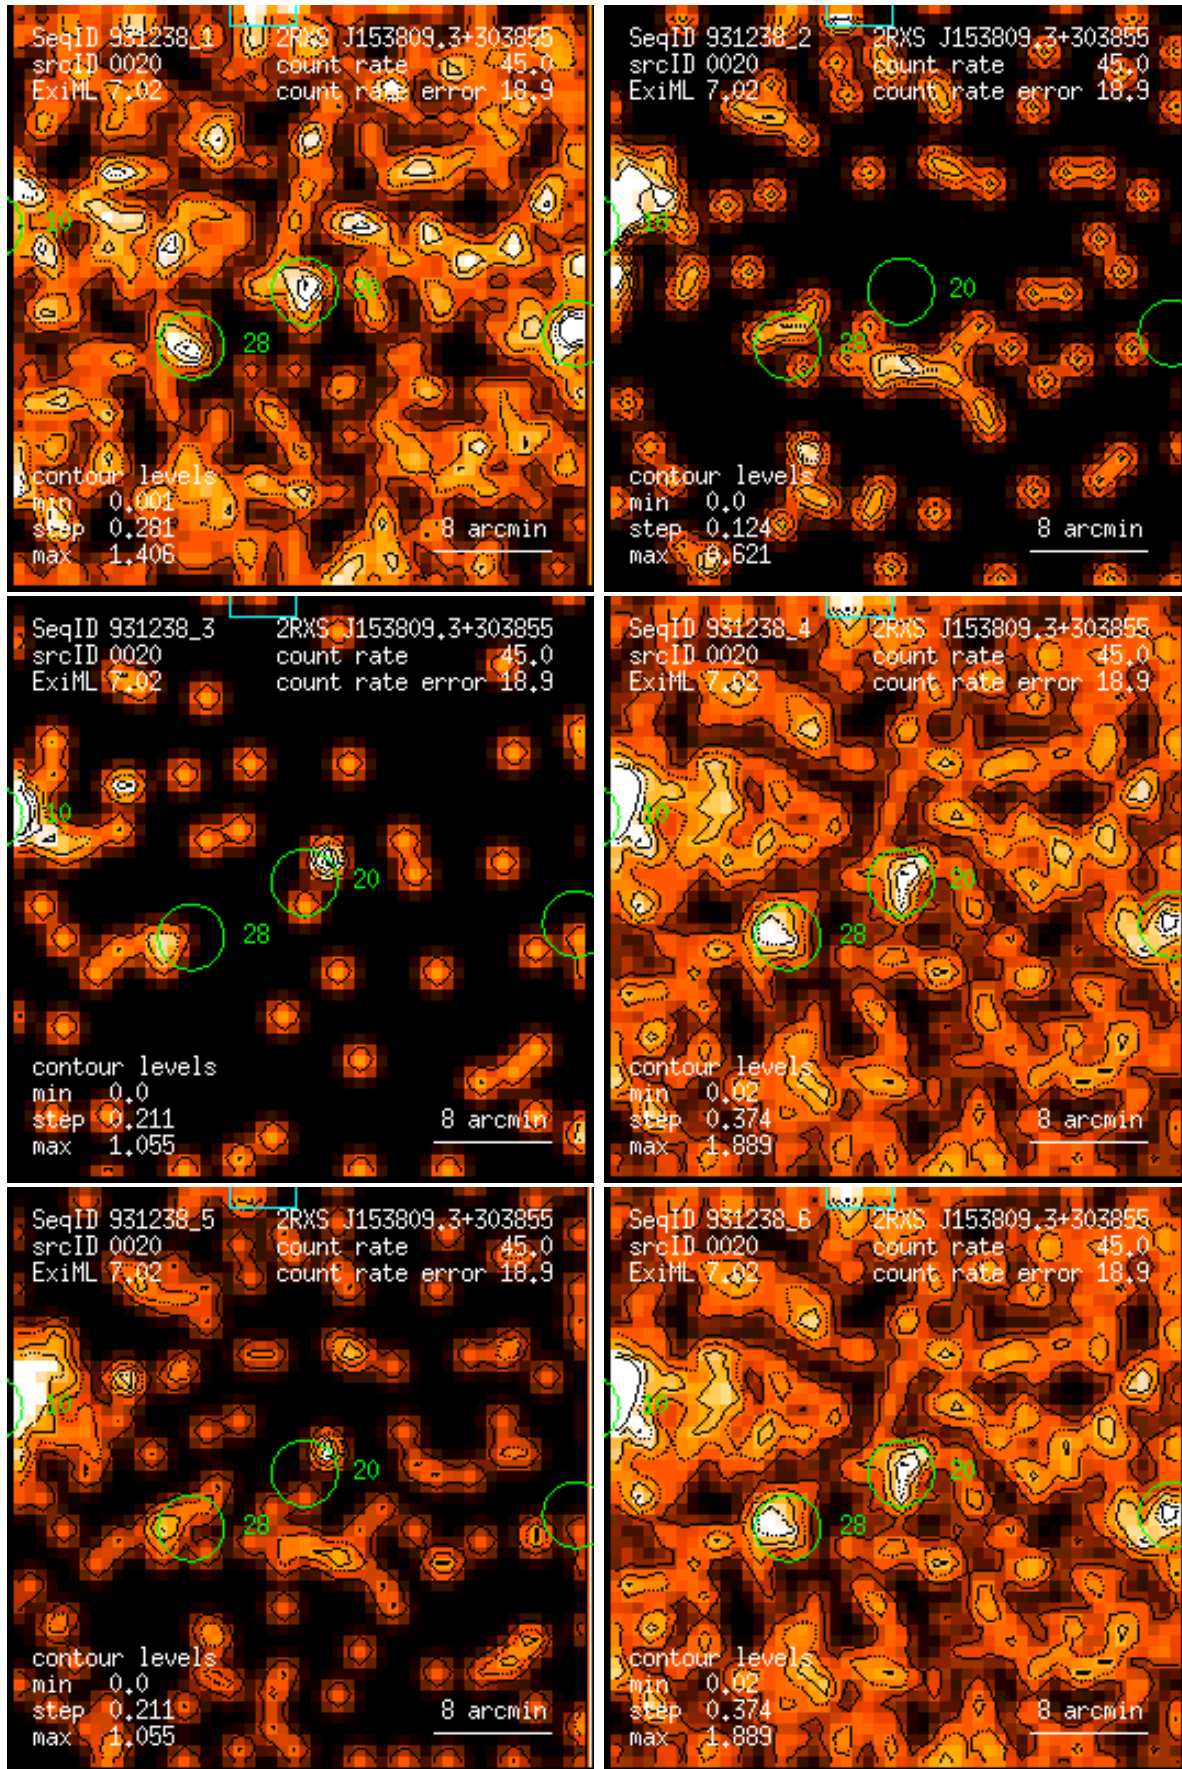 SeqID 931238_1 2RXS J153809.3+303855
srcID 0020 count rate 45.0
ExiML 7.02 count rate error 18.9
10
20
28
contour levels
min 0.001
step 0.281 8 arcmin
max 1.406
SeqID 931238_2 2RXS J153809.3+303855
srcID 0020 count rate 45.0
ExiML 7.02 count rate error 18.9
10
20
28
contour levels
min 0.0
step 0.124 8 arcmin
max 0.621
SeqID 931238_3 2RXS J153809.3+303855
srcID 0020 count rate 45.0
ExiML 7.02 count rate error 18.9
10
20
28
contour levels
min 0.0
step 0.211 8 arcmin
max 1.055
SeqID 931238_4 2RXS J153809.3+303855
srcID 0020 count rate 45.0
ExiML 7.02 count rate error 18.9
10
20
28
contour levels
min 0.02
step 0.374 8 arcmin
max 1.889
SeqID 931238_5 2RXS J153809.3+303855
srcID 0020 count rate 45.0
ExiML 7.02 count rate error 18.9
10
20
28
contour levels
min 0.0
step 0.211 8 arcmin
max 1.055
SeqID 931238_6 2RXS J153809.3+303855
srcID 0020 count rate 45.0
ExiML 7.02 count rate error 18.9
10
20
28
contour levels
min 0.02
step 0.374 8 arcmin
max 1.889